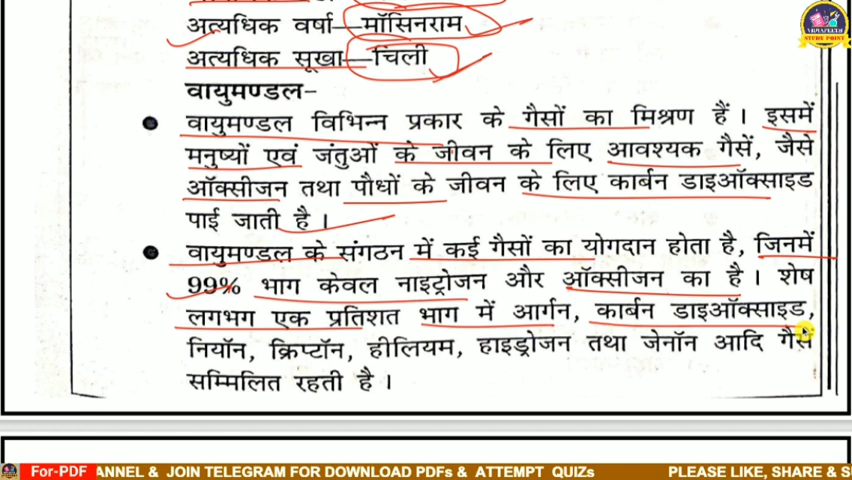 अत्यधिक वर्षा—मॉसिनराम
अत्यधिक सूखा—चिली
वायुमण्डल–
वायुमण्डल विभिन्न प्रकार के गैसों का मिश्रण हैं। इसमें
मनुष्यों एवं जंतुओं के जीवन के लिए आवश्यक गैसें, जैसे
ऑक्सीजन तथा पौधों के जीवन के लिए कार्बन डाइऑक्साइड
पाई जाती है।
वायुमण्डल के संगठन में कई गैसों का योगदान होता है, जिनमें
99% भाग केवल नाइट्रोजन और ऑक्सीजन का है। शेष
लगभग एक प्रतिशत भाग में आर्गन, कार्बन डाइऑक्साइड,
नियॉन, क्रिप्टॉन, हीलियम, हाइड्रोजन तथा जेनॉन आदि गैस
सम्मिलित रहती है।
STUDY POINT
For-PDF ANNEL & JOIN TELEGRAM FOR DOWNLOAD PDFs & ATTEMPT QUIZs PLEASE LIKE, SHARE & S